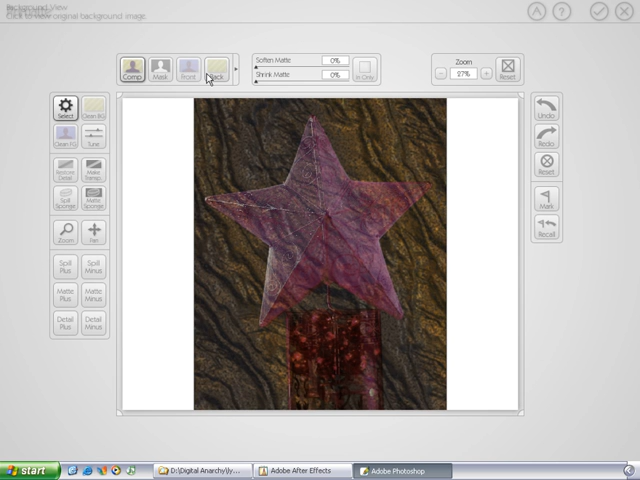 Background View
Click to view original background image.
Comp Mask Front Back
Soften Matte 0%
Shrink Matte 0%
In Only
Zoom
27%
Reset
Select Clean BG
Clean FG Tune
Restore Detail Make Transp.
Spill Sponge Matte Sponge
Zoom Pan
Spill Plus Spill Minus
Matte Plus Matte Minus
Detail Plus Detail Minus
Undo
Redo
Reset
Mark
Recall
start D:\Digital Anarchy\y... Adobe After Effects Adobe Photoshop